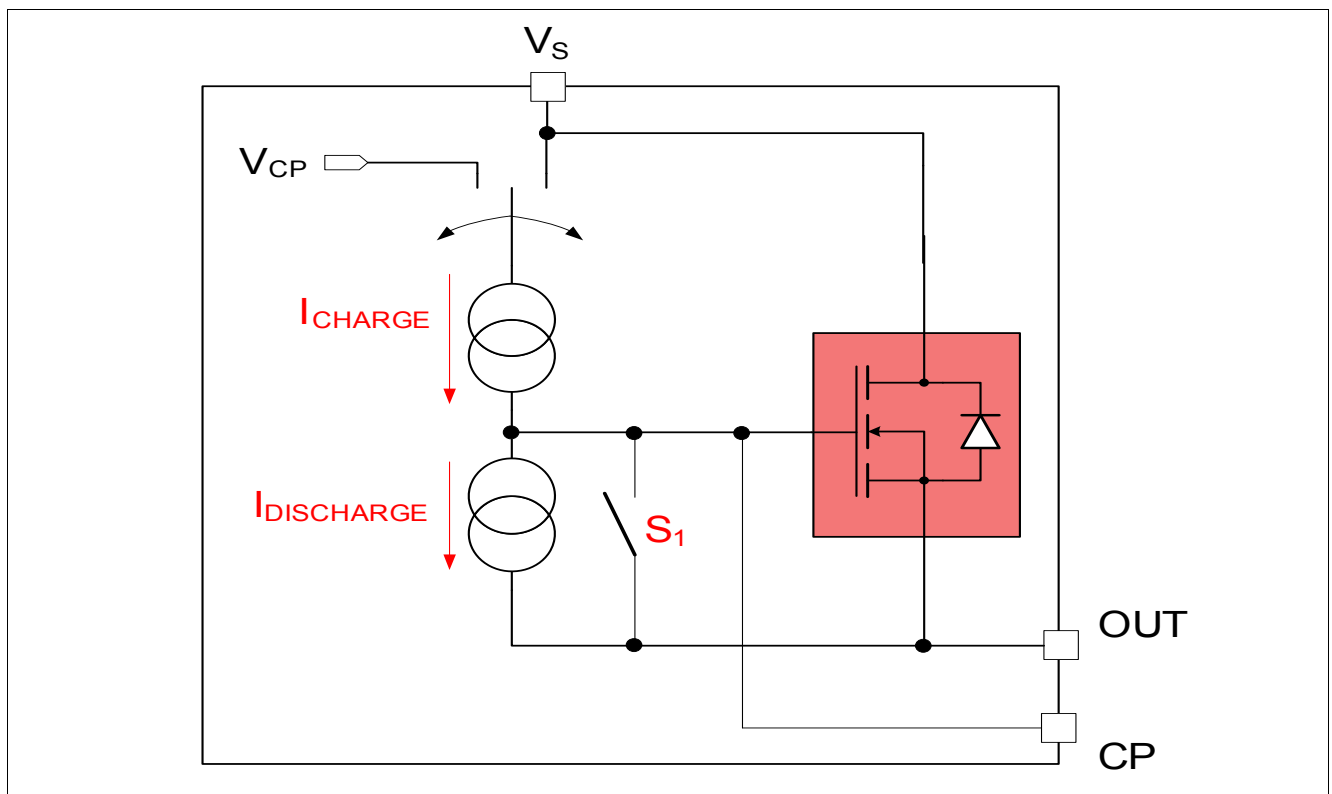 VS
VCP
ICHARGE
IDISCHARGE
S1
OUT
CP